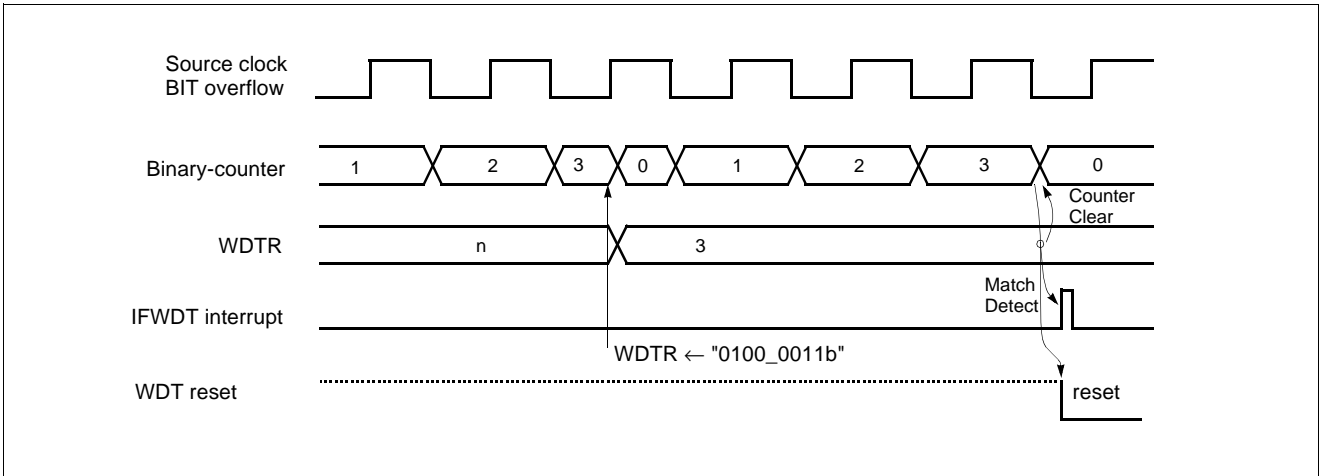 Source clock
BIT overflow
Binary-counter
1 2 3 0 1 2 3 0
Counter
Clear
WDTR
n 3
Match
Detect
IFWDT interrupt
WDTR ← "0100_0011b"
WDT reset
reset